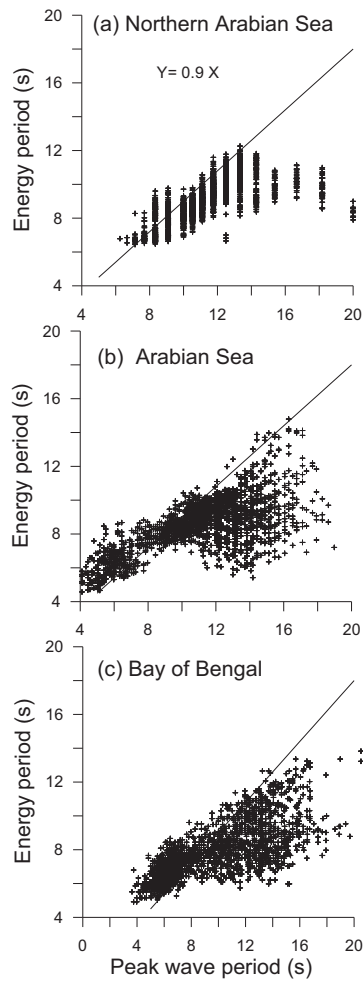 20
(a) Northern Arabian Sea
Y= 0.9 X
16
12
8
4
Energy period (s)
4 8 12 16 20
20
(b) Arabian Sea
16
12
8
4
Energy period (s)
4 8 12 16 20
20
(c) Bay of Bengal
16
12
8
4
Energy period (s)
0 4 8 12 16 20
Peak wave period (s)